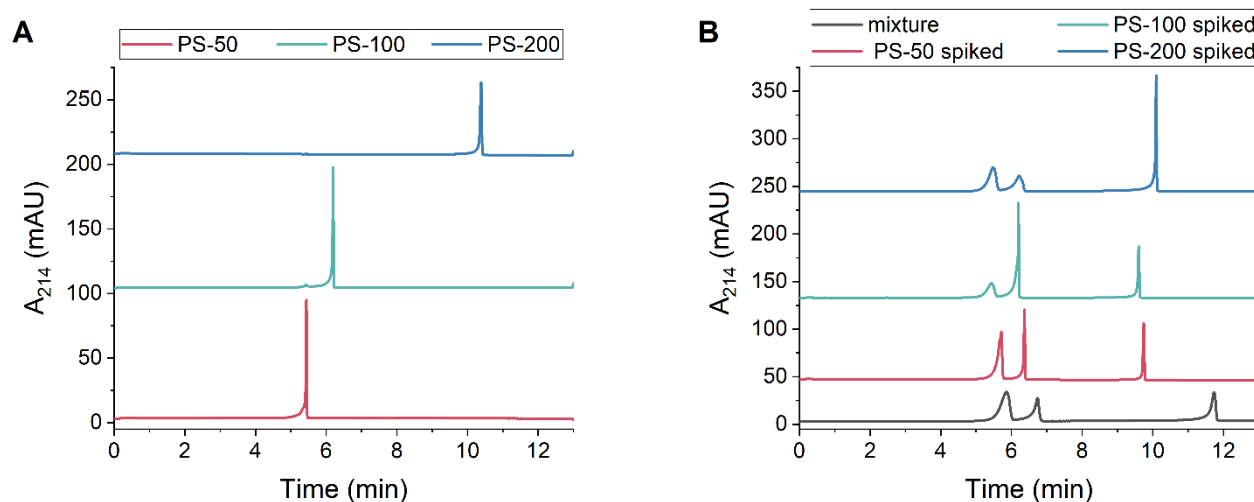 A
PS-50 PS-100 PS-200
250
200
150
100
50
0
A214 (mAU)
0 2 4 6 8 10 12
Time (min)
B
mixture PS-100 spiked
PS-50 spiked PS-200 spiked
350
300
250
200
150
100
50
0
A214 (mAU)
0 2 4 6 8 10 12
Time (min)